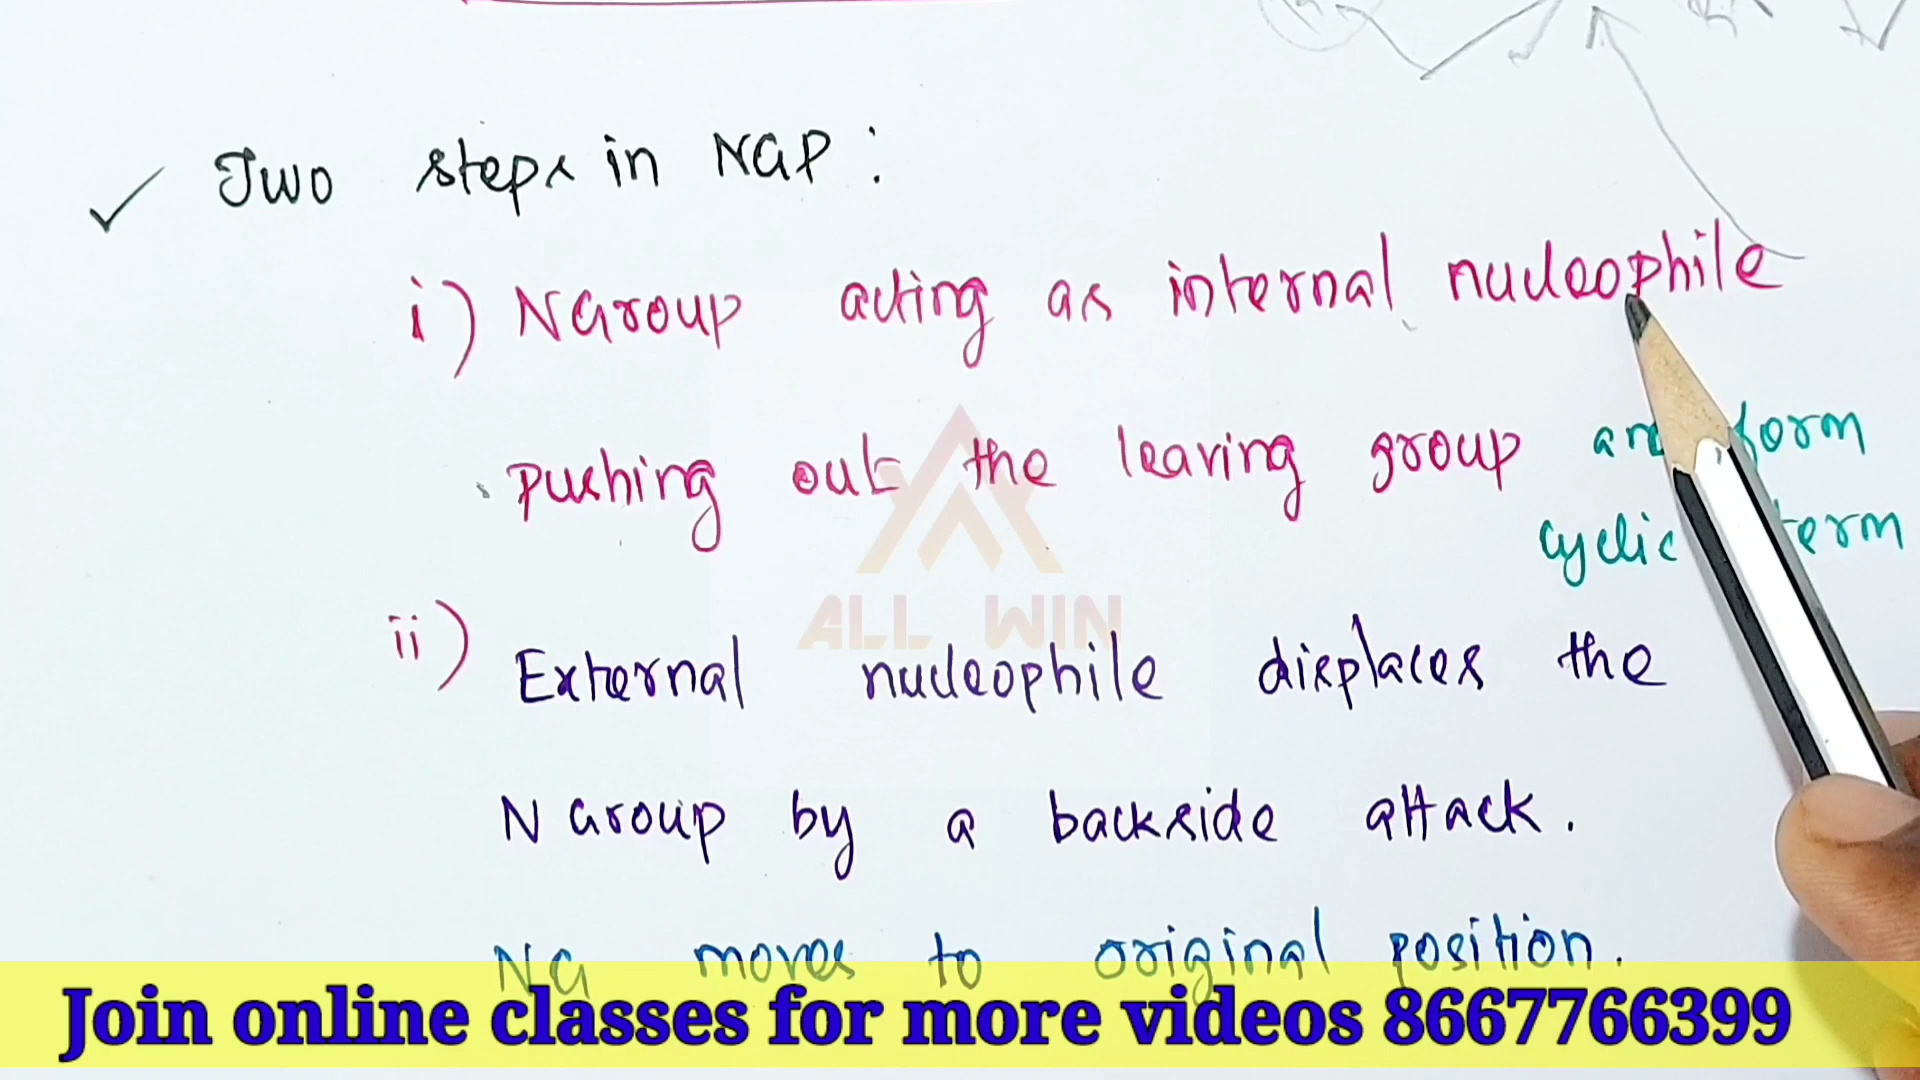 Two steps in NGP :
i) NGroup acting as internal nucleophile
pushing out the leaving group form
cyclic term
ii) External nucleophile displaces the
N Group by a backside attack.
NG moves to original position.
ALL WIN
Join online classes for more videos 8667766399